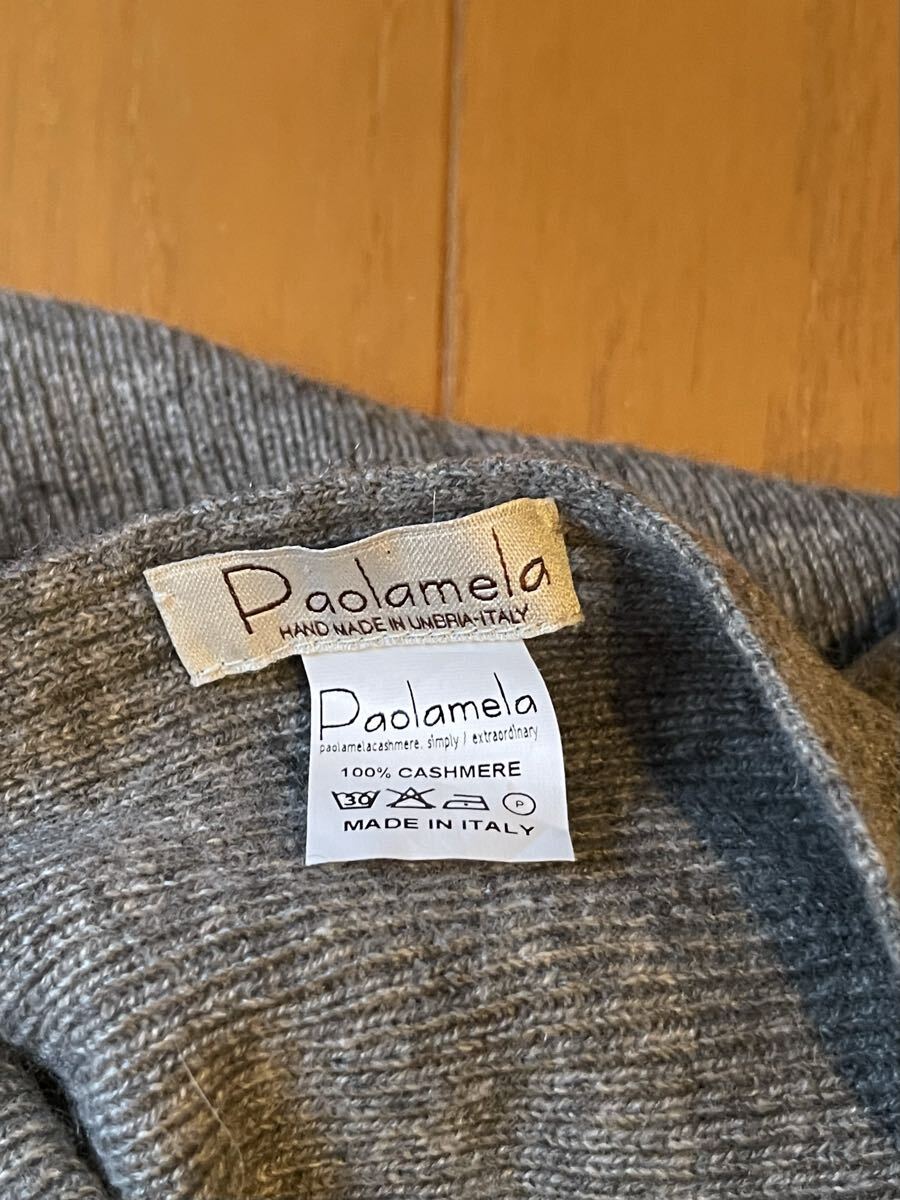 Paolamela
HAND MADE IN UMBRIA-ITALY
Paolamela
paolamelacashmere. simply / extraordinary
100% CASHMERE
30 P
MADE IN ITALY